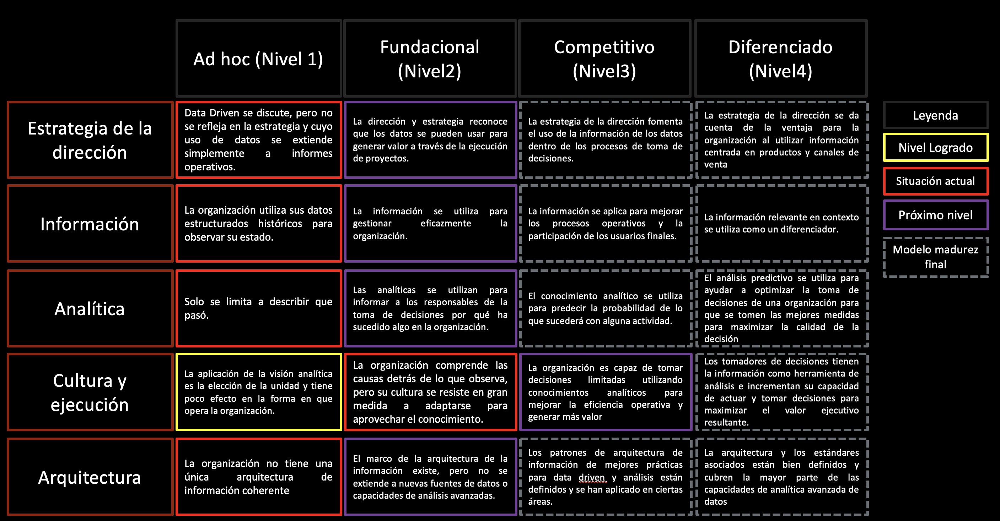 Ad hoc (Nivel 1)
Fundacional
(Nivel2)
Competitivo
(Nivel3)
Diferenciado
(Nivel4)
Estrategia de la
dirección
Data Driven se discute, pero no
se refleja en la estrategia y cuyo
uso de datos se extiende
simplemente a informes
operativos.
La dirección y estrategia reconoce
que los datos se pueden usar para
generar valor a través de la ejecución
de proyectos.
La estrategia de la dirección fomenta
el uso de la información de los datos
dentro de los procesos de toma de
decisiones.
La estrategia de la dirección se da
cuenta de la ventaja para la
organización al utilizar información
centrada en productos y canales de
venta
Información
La organización utiliza sus datos
estructurados históricos para
observar su estado.
La información se utiliza para
gestionar eficazmente la
organización.
La información se aplica para mejorar
los procesos operativos y la
participación de los usuarios finales.
La información relevante en contexto
se utiliza como un diferenciador.
Analítica
Solo se limita a describir que
pasó.
Las analíticas se utilizan para
informar a los responsables de la
toma de decisiones por qué ha
sucedido algo en la organización.
El conocimiento analítico se utiliza
para predecir la probabilidad de lo
que sucederá con alguna actividad.
El análisis predictivo se utiliza para
ayudar a optimizar la toma de
decisiones de una organización para
que se tomen las mejores medidas
para maximizar la calidad de la
decisión
Cultura y
ejecución
La aplicación de la visión analítica
es la elección de la unidad y tiene
poco efecto en la forma en que
opera la organización.
La organización comprende las
causas detrás de lo que observa,
pero su cultura se resiste en gran
medida a adaptarse para
aprovechar el conocimiento.
La organización es capaz de tomar
decisiones limitadas utilizando
conocimientos analíticos para
mejorar la eficiencia operativa y
generar más valor
Los tomadores de decisiones tienen
la información como herramienta de
análisis e incrementan su capacidad
de actuar y tomar decisiones para
maximizar el valor ejecutivo
resultante.
Arquitectura
La organización no tiene una
única arquitectura de
información coherente
El marco de la arquitectura de la
información existe, pero no se
extiende a nuevas fuentes de datos o
capacidades de análisis avanzadas.
Los patrones de arquitectura de
información de mejores prácticas
para data driven y análisis están
definidos y se han aplicado en ciertas
áreas.
La arquitectura y los estándares
asociados están bien definidos y
cubren la mayor parte de las
capacidades de analítica avanzada de
datos
Leyenda
Nivel Logrado
Situación actual
Próximo nivel
Modelo madurez
final